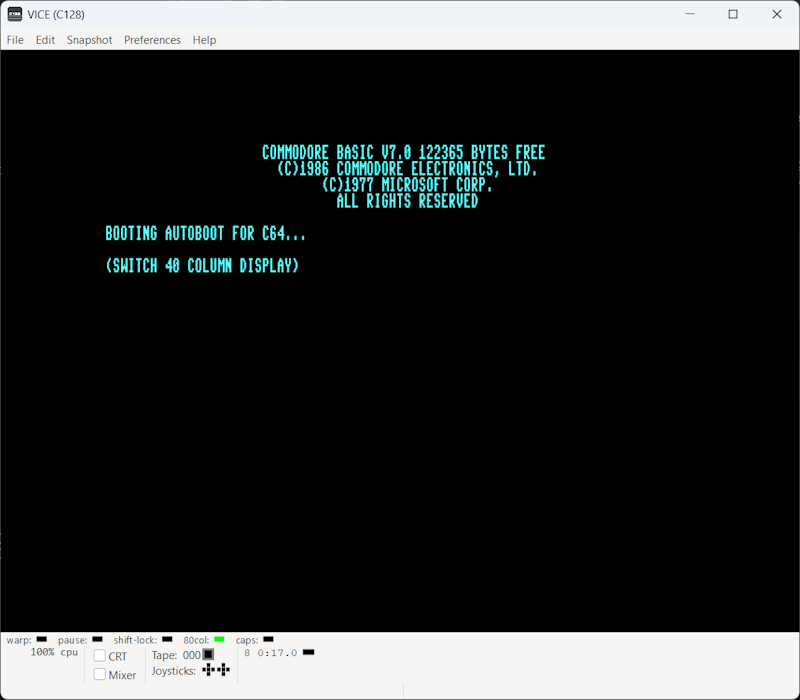 VICE (C128)
File Edit Snapshot Preferences Help
COMMODORE BASIC V7.0 122365 BYTES FREE
(C)1986 COMMODORE ELECTRONICS, LTD.
(C)1977 MICROSOFT CORP.
ALL RIGHTS RESERVED
BOOTING AUTOBOOT FOR C64...
(SWITCH 40 COLUMN DISPLAY)
warp: pause: shift-lock: 80col: caps:
100% cpu CRT Tape: 000 8 0:17.0
Mixer Joysticks: